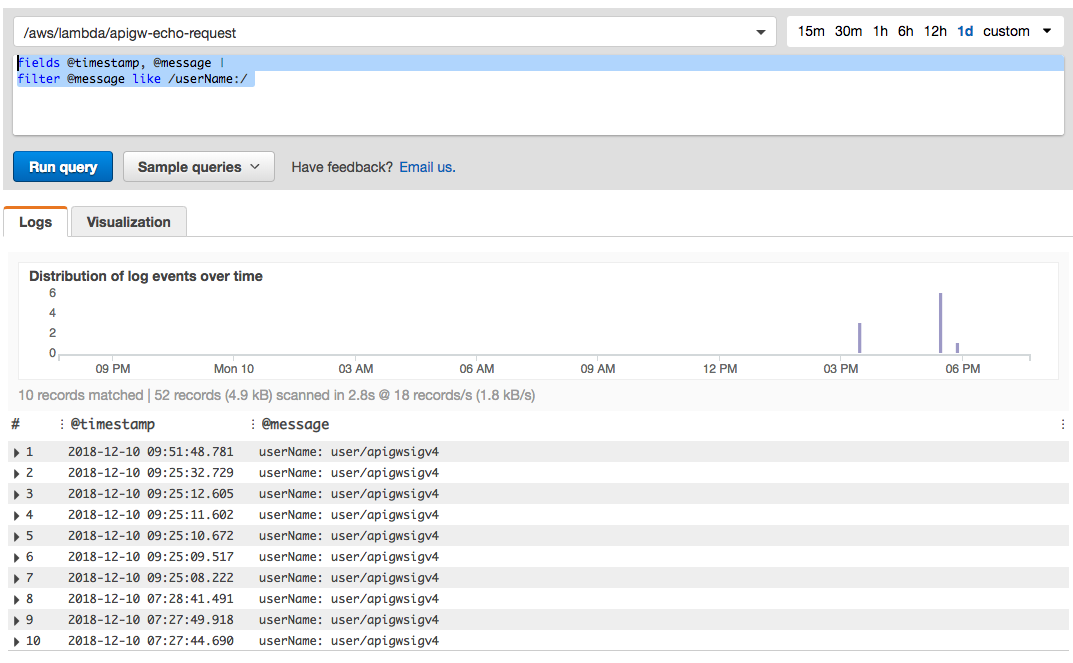 /aws/lambda/apigw-echo-request
15m 30m 1h 6h 12h 1d custom
fields @timestamp, @message |
filter @message like /userName:/
Run query Sample queries Have feedback? Email us.
Logs Visualization
Distribution of log events over time
6
4
2
0
09 PM Mon 10 03 AM 06 AM 09 AM 12 PM 03 PM 06 PM
10 records matched | 52 records (4.9 kB) scanned in 2.8s @ 18 records/s (1.8 kB/s)
# @timestamp @message
1 2018-12-10 09:51:48.781 userName: user/apigwsigv4
2 2018-12-10 09:25:32.729 userName: user/apigwsigv4
3 2018-12-10 09:25:12.605 userName: user/apigwsigv4
4 2018-12-10 09:25:11.602 userName: user/apigwsigv4
5 2018-12-10 09:25:10.672 userName: user/apigwsigv4
6 2018-12-10 09:25:09.517 userName: user/apigwsigv4
7 2018-12-10 09:25:08.222 userName: user/apigwsigv4
8 2018-12-10 07:28:41.491 userName: user/apigwsigv4
9 2018-12-10 07:27:49.918 userName: user/apigwsigv4
10 2018-12-10 07:27:44.690 userName: user/apigwsigv4